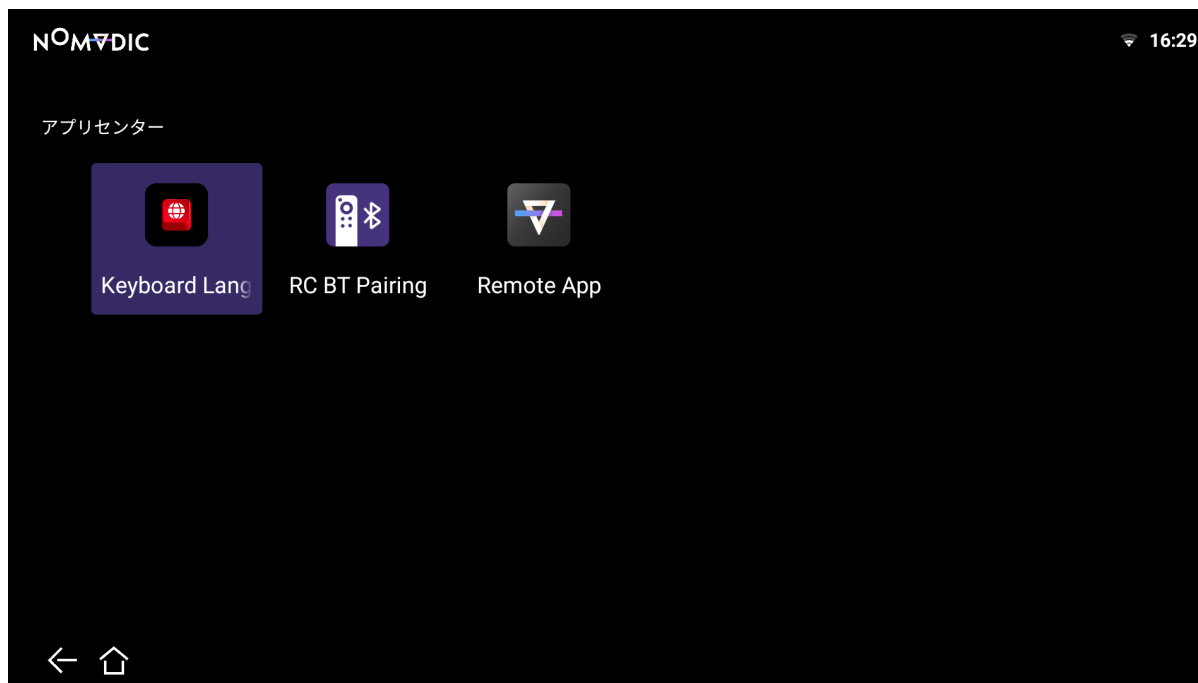 NOMADIC
16:29
アプリセンター
Keyboard Lang
RC BT Pairing
Remote App